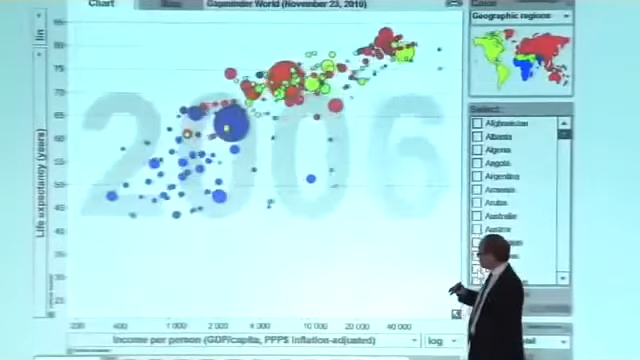 Chart
Map
Gapminder World (November 23, 2010)
Color
Geographic regions
lin
Life expectancy (years)
85
80
75
70
65
60
55
50
45
40
35
30
25
2006
Select:
Afghanistan
Albania
Algeria
Angola
Argentina
Armenia
Aruba
Australia
Austria
200
400
1 000
2 000
4 000
10 000
20 000
40 000
Income per person (GDP/capita, PPP$ inflation-adjusted)
log